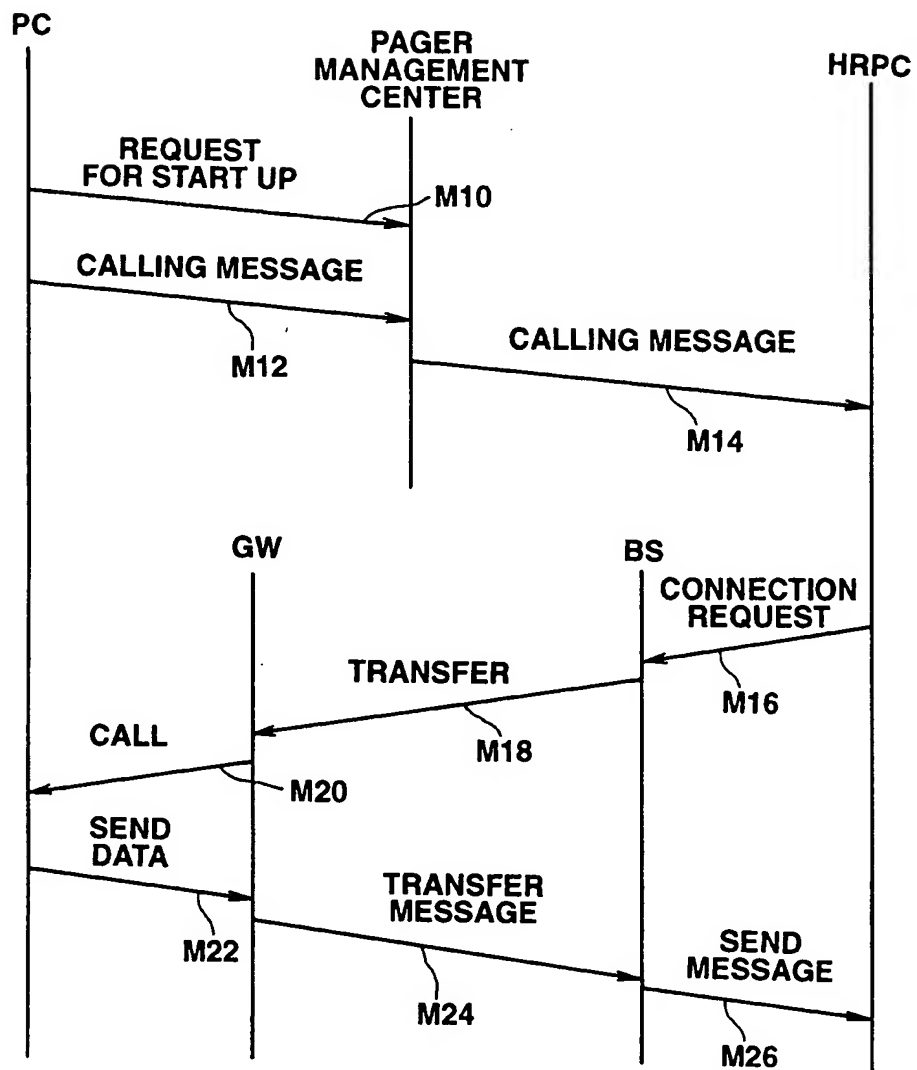 PC
PAGER
MANAGEMENT
CENTER
HRPC
REQUEST
FOR START UP
M10
CALLING MESSAGE
M12
CALLING MESSAGE
M14
GW
BS
CONNECTION
REQUEST
M16
TRANSFER
M18
CALL
M20
SEND
DATA
M22
TRANSFER
MESSAGE
M24
SEND
MESSAGE
M26